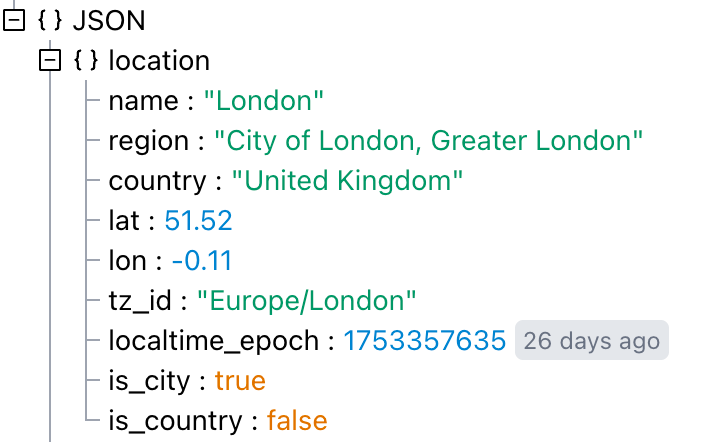 { } JSON
{ } location
name : "London"
region : "City of London, Greater London"
country : "United Kingdom"
lat : 51.52
lon : -0.11
tz_id : "Europe/London"
localtime_epoch : 1753357635 26 days ago
is_city : true
is_country : false